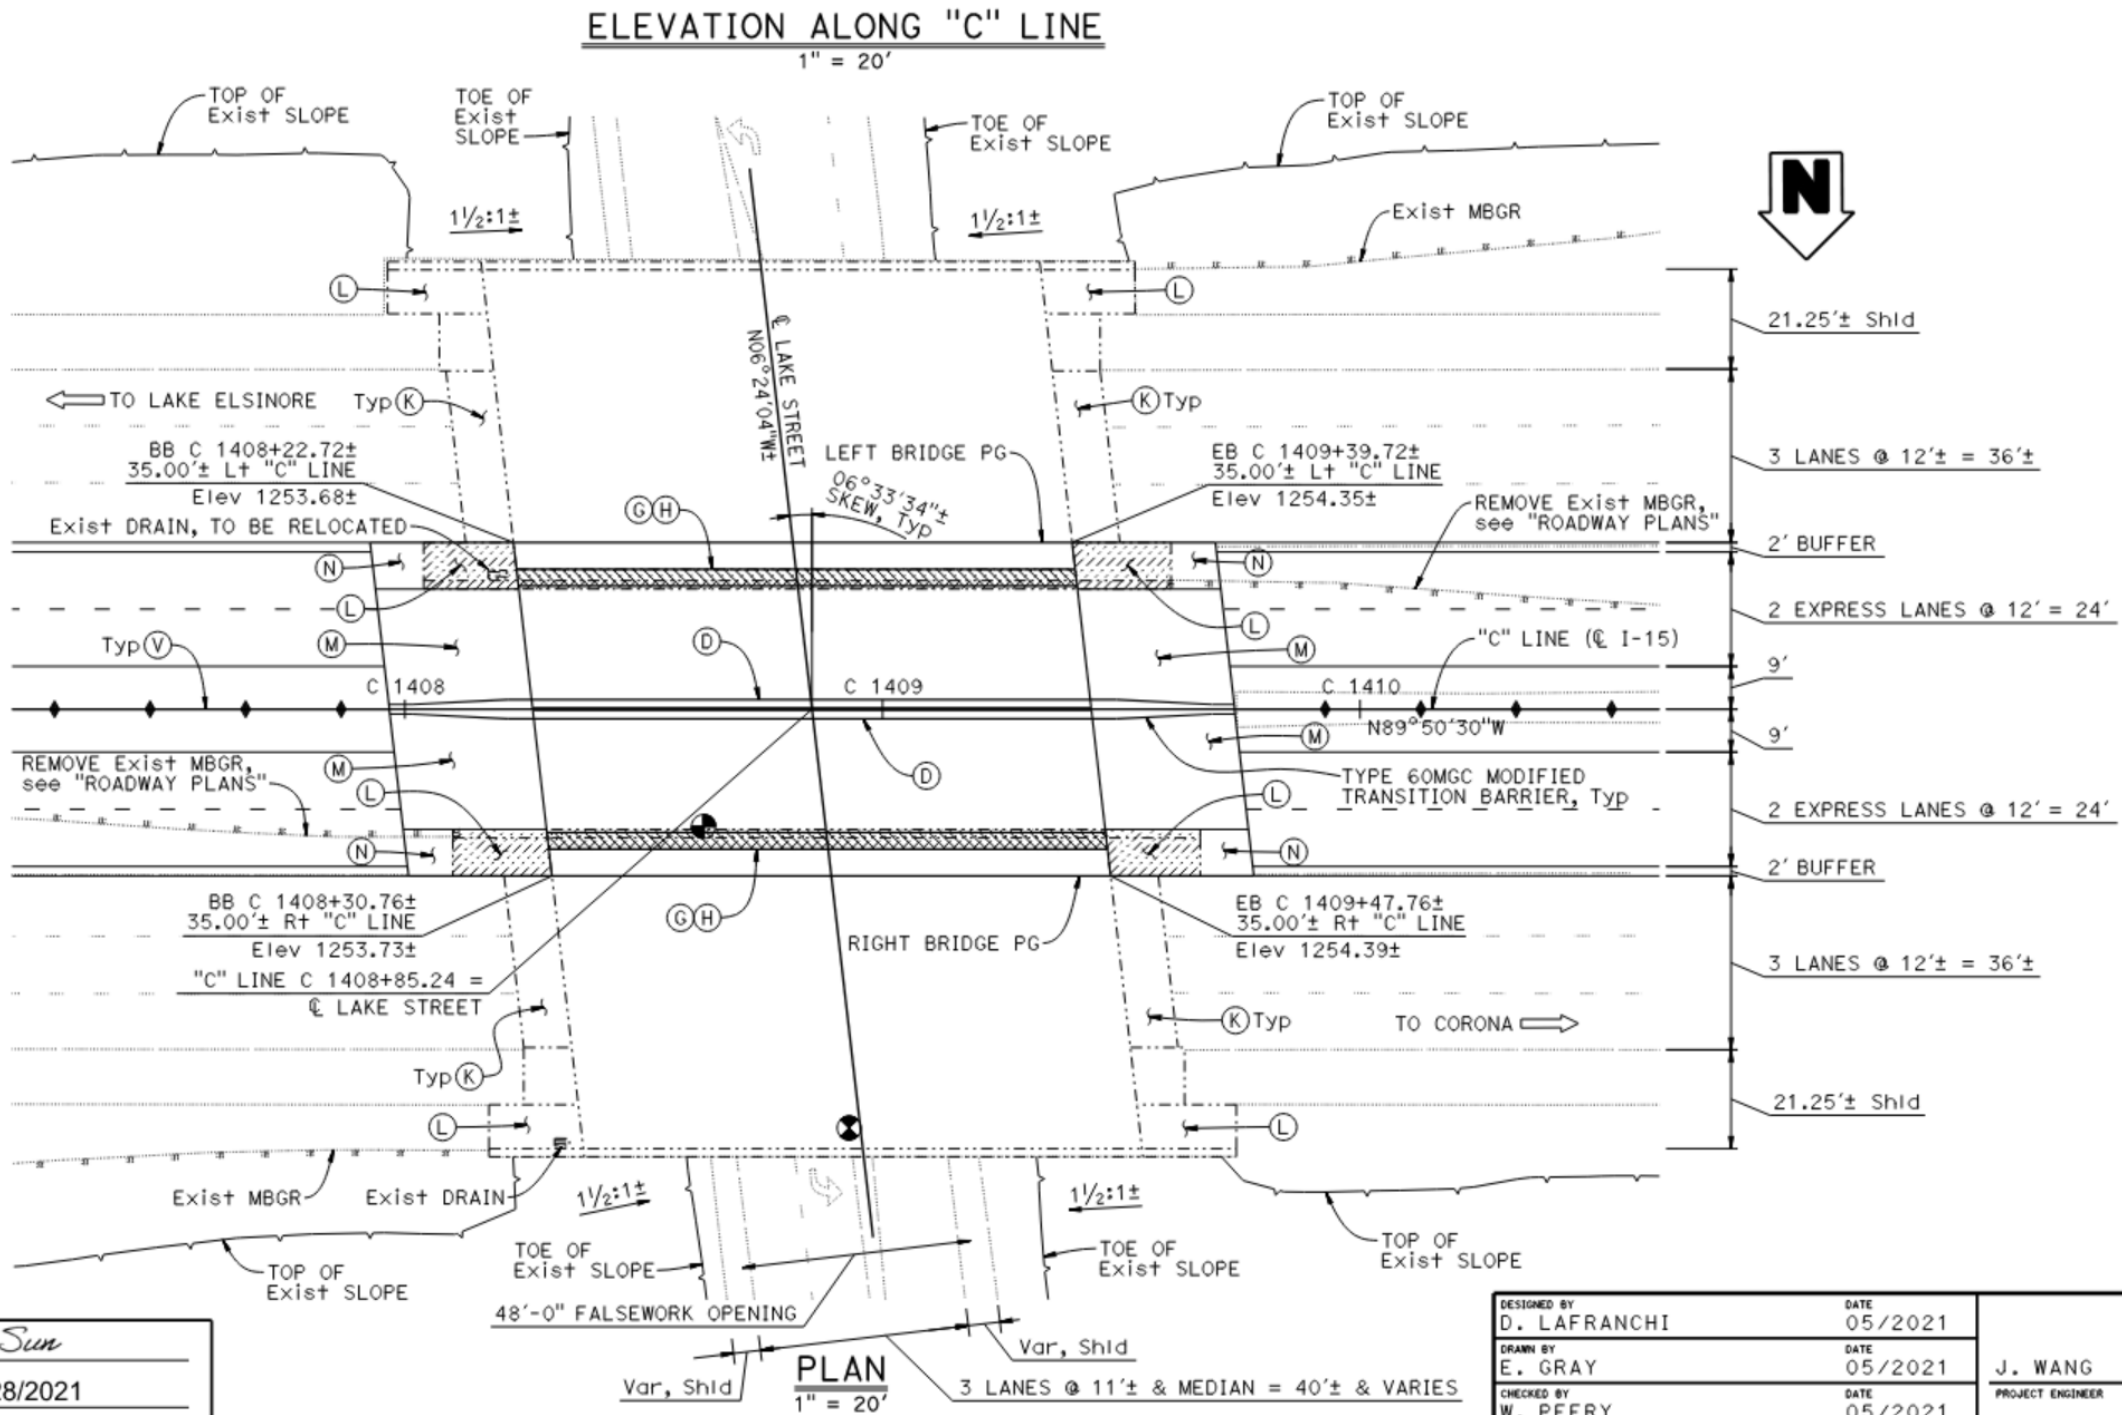 ELEVATION ALONG "C" LINE
1" = 20'
TOP OF
Exist SLOPE
TOE OF
Exist
SLOPE
TOE OF
Exist SLOPE
TOP OF
Exist SLOPE
N
1½:1±
1½:1±
Exist MBGR
L
L
21.25'± Shld
℄ LAKE STREET
N06°24'04"W±
TO LAKE ELSINORE
Typ K
K Typ
BB C 1408+22.72±
35.00'± Lt "C" LINE
Elev 1253.68±
LEFT BRIDGE PG
EB C 1409+39.72±
35.00'± Lt "C" LINE
Elev 1254.35±
3 LANES @ 12'± = 36'±
06°33'34"±
SKEW, Typ
G H
REMOVE Exist MBGR,
see "ROADWAY PLANS"
Exist DRAIN, TO BE RELOCATED
2' BUFFER
N
N
L
L
2 EXPRESS LANES @ 12' = 24'
Typ V
M
D
M
"C" LINE (℄ I-15)
9'
C 1408
C 1409
C 1410
N89°50'30"W
M
9'
REMOVE Exist MBGR,
see "ROADWAY PLANS"
M
L
D
TYPE 60MGC MODIFIED
TRANSITION BARRIER, Typ
L
2 EXPRESS LANES @ 12' = 24'
N
N
2' BUFFER
BB C 1408+30.76±
35.00'± Rt "C" LINE
Elev 1253.73±
G H
RIGHT BRIDGE PG
EB C 1409+47.76±
35.00'± Rt "C" LINE
Elev 1254.39±
3 LANES @ 12'± = 36'±
"C" LINE C 1408+85.24 =
℄ LAKE STREET
K Typ
TO CORONA
Typ K
L
L
21.25'± Shld
Exist MBGR
Exist DRAIN
1½:1±
1½:1±
TOP OF
Exist SLOPE
TOE OF
Exist SLOPE
TOE OF
Exist SLOPE
TOP OF
Exist SLOPE
48'-0" FALSEWORK OPENING
Var, Shld
Var, Shld
3 LANES @ 11'± & MEDIAN = 40'± & VARIES
PLAN
1" = 20'
Sun
28/2021
DESIGNED BY
D. LAFRANCHI
DATE
05/2021
DRAWN BY
E. GRAY
DATE
05/2021
CHECKED BY
W. PEERY
DATE
05/2021
J. WANG
PROJECT ENGINEER